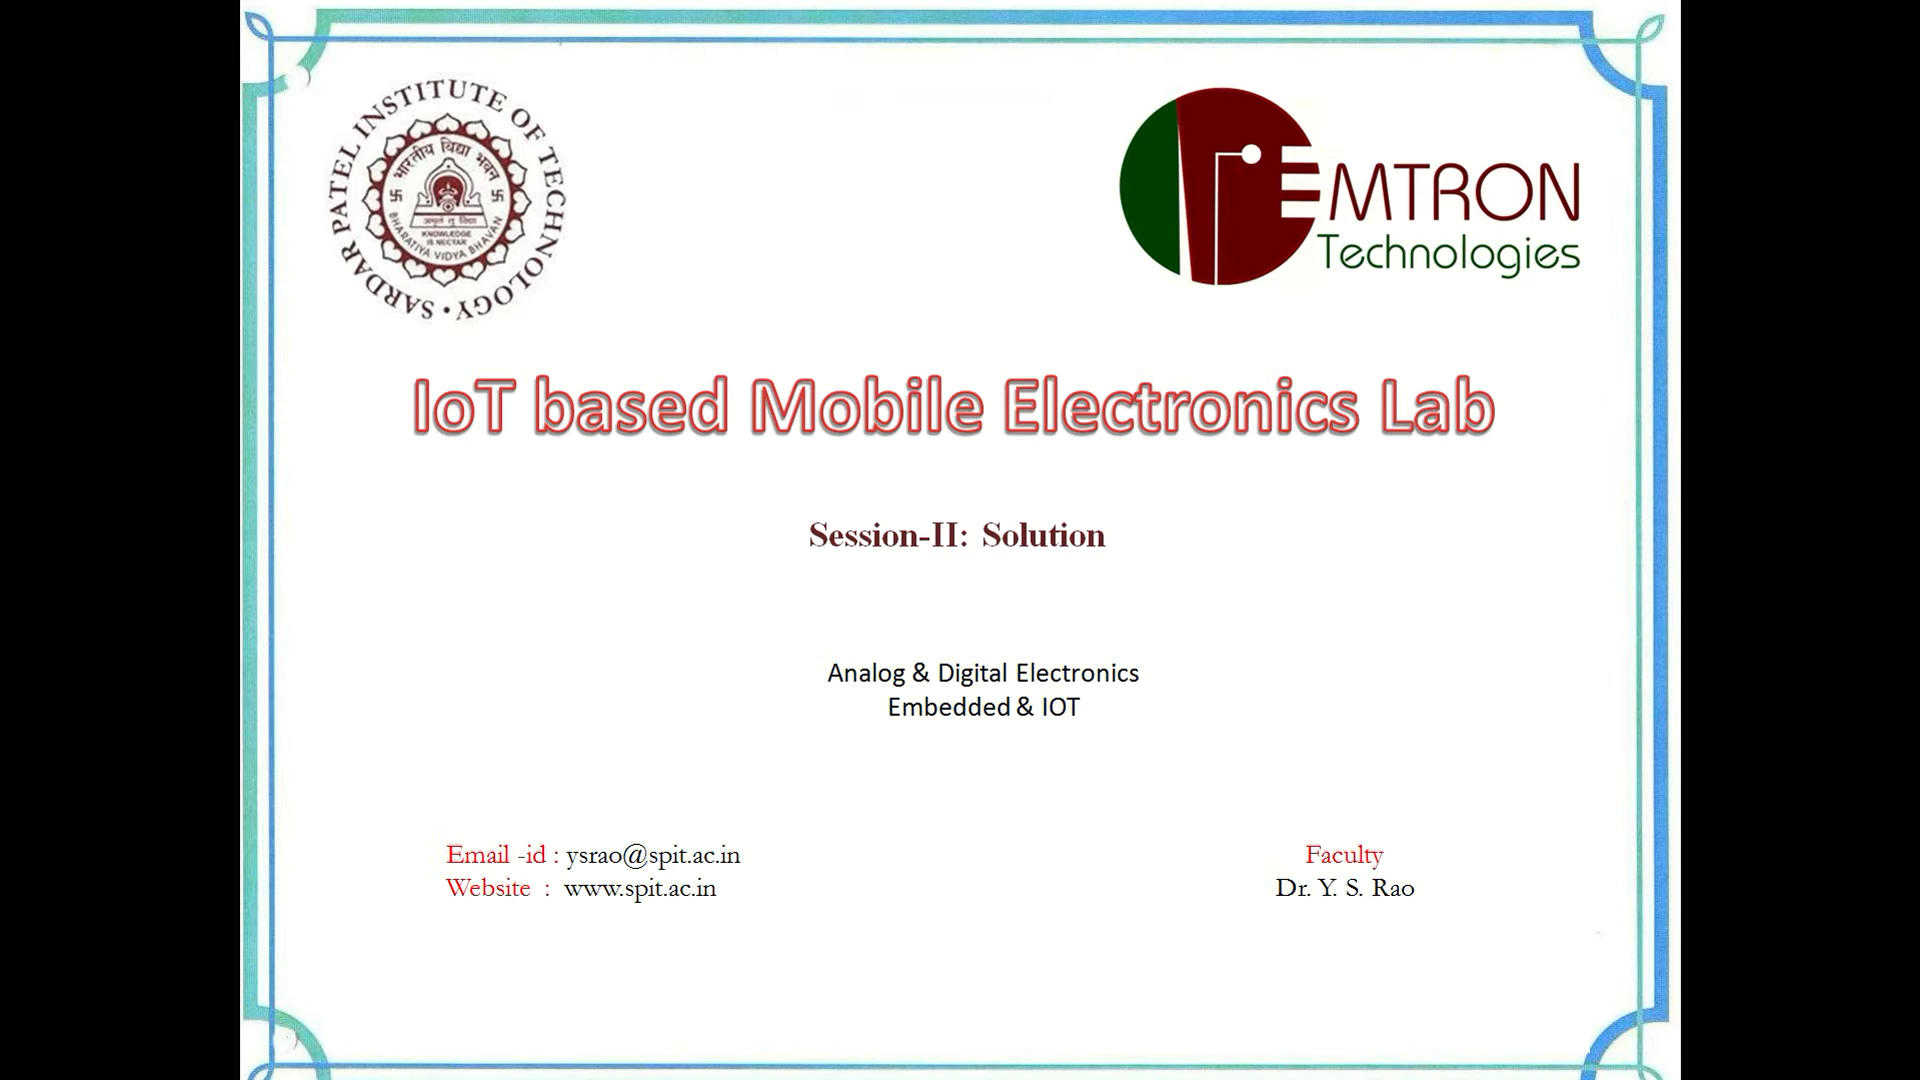 SARDAR PATEL INSTITUTE OF TECHNOLOGY •
भारतीय विद्या भवन
अमृतं तु विद्या
KNOWLEDGE
IS NECTAR
BHARATIYA VIDYA BHAVAN
EMTRON
Technologies
IoT based Mobile Electronics Lab
Session-II: Solution
Analog & Digital Electronics
Embedded & IOT
Email -id : ysrao@spit.ac.in
Website : www.spit.ac.in
Faculty
Dr. Y. S. Rao